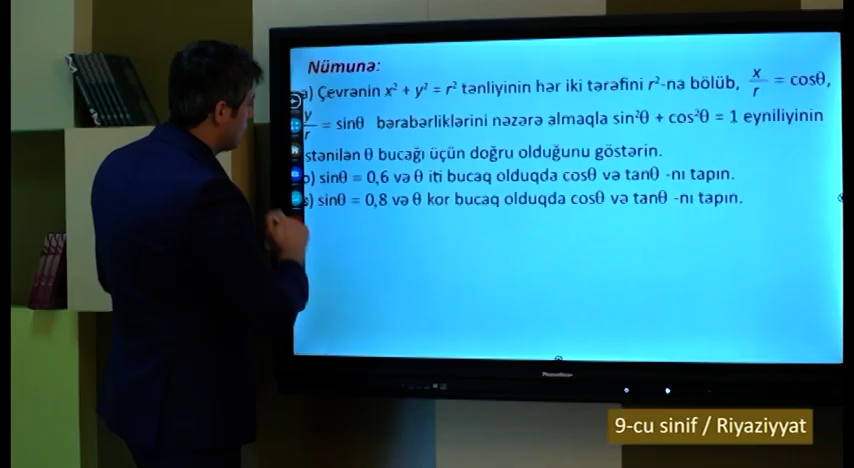 Nümunə:
a) Çevrənin x² + y² = r² tənliyinin hər iki tərəfini r²-na bölüb, x/r = cosθ,
y/r = sinθ bərabərliklərini nəzərə almaqla sin²θ + cos²θ = 1 eyniliyinin
stənilən θ bucağı üçün doğru olduğunu göstərin.
b) sinθ = 0,6 və θ iti bucaq olduqda cosθ və tanθ -nı tapın.
c) sinθ = 0,8 və θ kor bucaq olduqda cosθ və tanθ -nı tapın.
9-cu sinif / Riyaziyyat